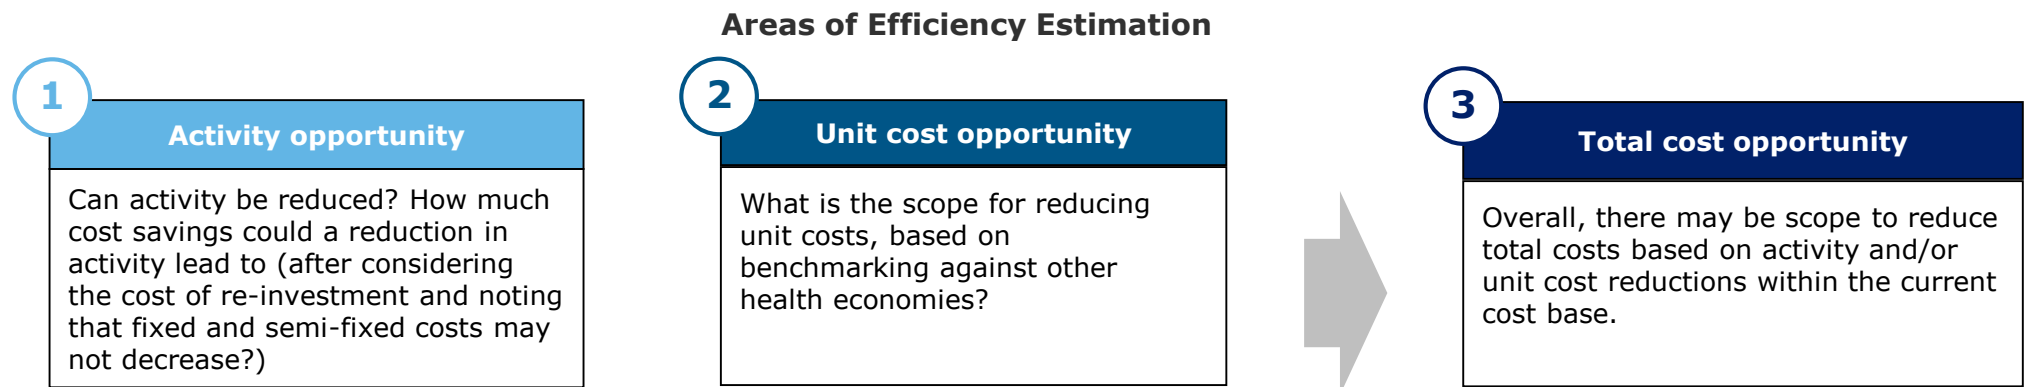 Areas of Efficiency Estimation
1
Activity opportunity
Can activity be reduced? How much
cost savings could a reduction in
activity lead to (after considering
the cost of re-investment and noting
that fixed and semi-fixed costs may
not decrease?)
2
Unit cost opportunity
What is the scope for reducing
unit costs, based on
benchmarking against other
health economies?
3
Total cost opportunity
Overall, there may be scope to reduce
total costs based on activity and/or
unit cost reductions within the current
cost base.